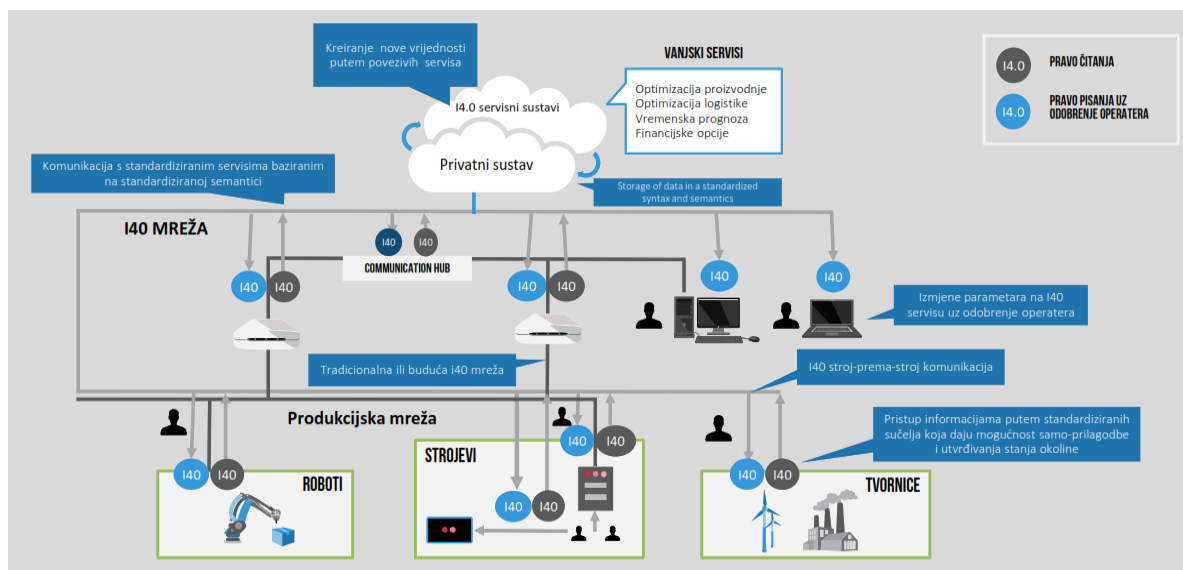 Kreiranje nove vrijednosti
putem povezivih servisa
VANJSKI SERVISI
I4.0
PRAVO ČITANJA
I4.0
PRAVO PISANJA UZ
ODOBRENJE OPERATERA
Optimizacija proizvodnje
Optimizacija logistike
Vremenska prognoza
Financijske opcije
I4.0 servisni sustavi
Privatni sustav
Komunikacija s standardiziranim servisima baziranim
na standardiziranoj semantici
Storage of data in a standardized
syntax and semantics
I40 MREŽA
I40
I40
COMMUNICATION HUB
I40
I40
I40
I40
I40
I40
Izmjene parametara na I40
servisu uz odobrenje operatera
Tradicionalna ili buduća i40 mreža
I40 stroj-prema-stroj komunikacija
Produkcijska mreža
Pristup informacijama putem standardiziranih
sučelja koja daju mogućnost samo-prilagodbe
i utvrđivanja stanja okoline
I40
I40
ROBOTI
STROJEVI
I40
I40
I40
I40
I40
I40
TVORNICE